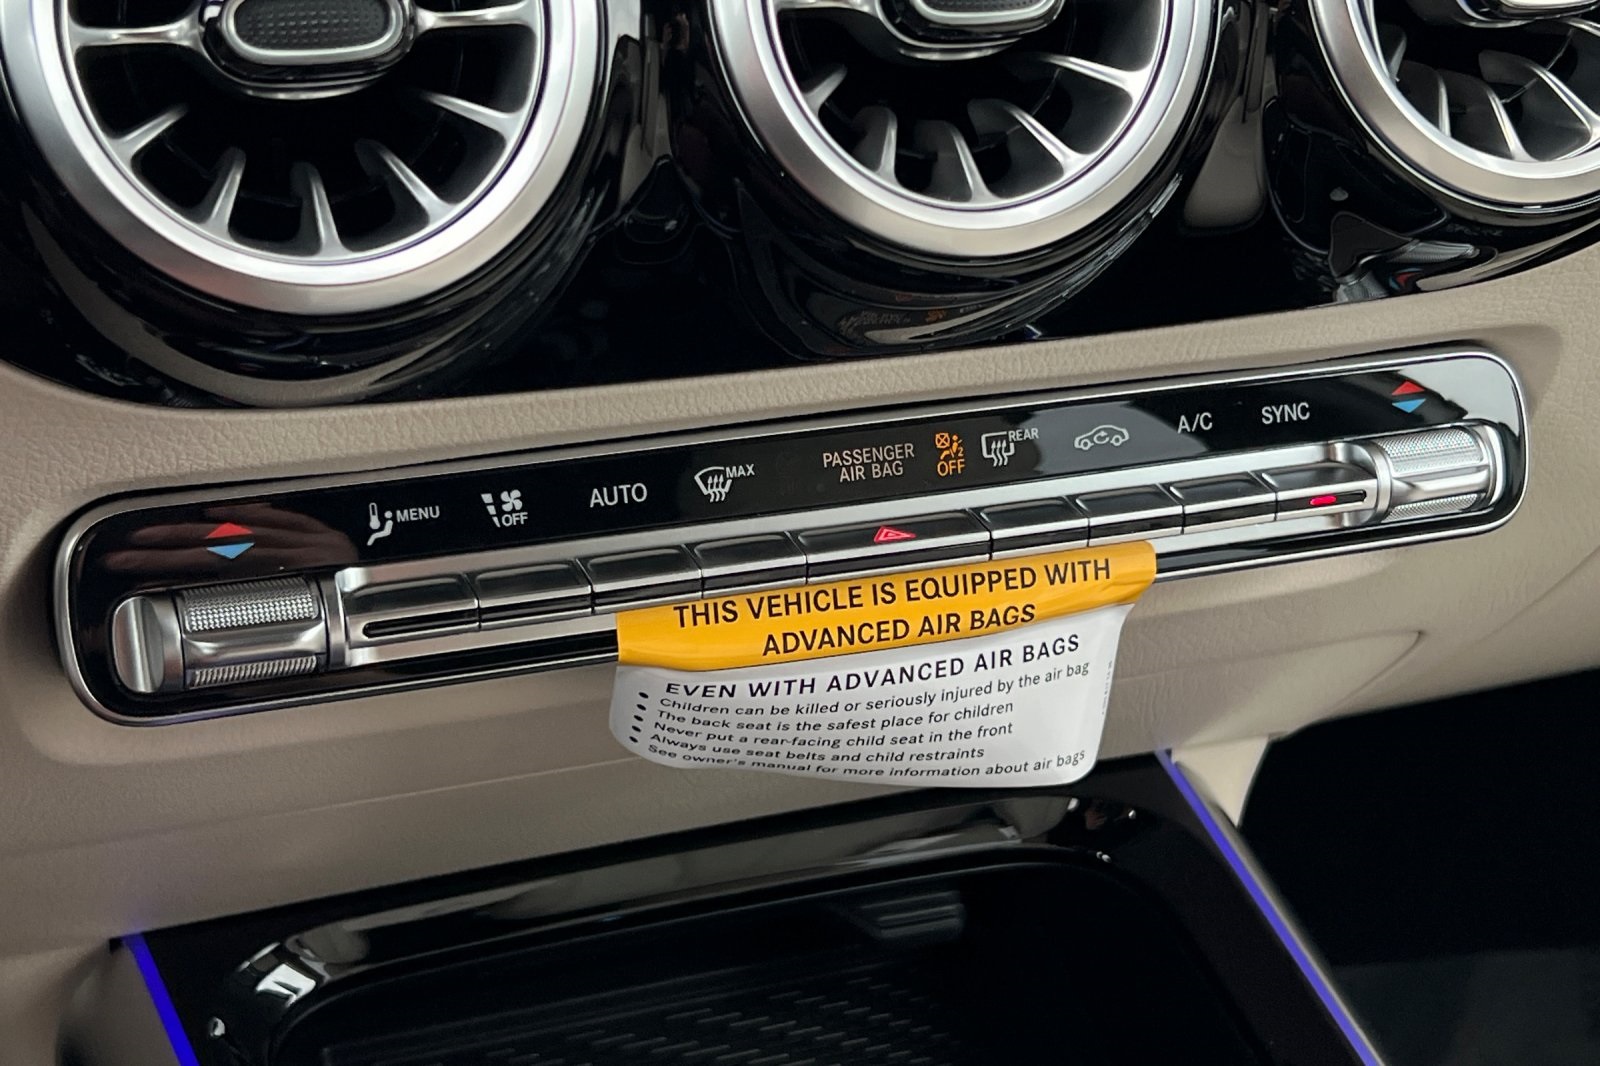 MENU
OFF
AUTO
MAX
PASSENGER
AIR BAG
2
OFF
REAR
A/C
SYNC
THIS VEHICLE IS EQUIPPED WITH
ADVANCED AIR BAGS
EVEN WITH ADVANCED AIR BAGS
• Children can be killed or seriously injured by the air bag
• The back seat is the safest place for children
• Never put a rear-facing child seat in the front
• Always use seat belts and child restraints
See owner's manual for more information about air bags